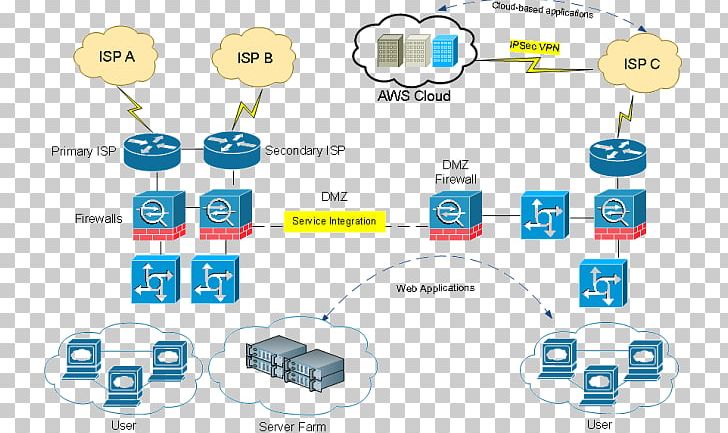 Cloud-based applications
ISP A
ISP B
IPSec VPN
ISP C
AWS Cloud
Primary ISP
Secondary ISP
DMZ
Firewall
DMZ
Firewalls
Service Integration
Web Applications
User
Server Farm
User